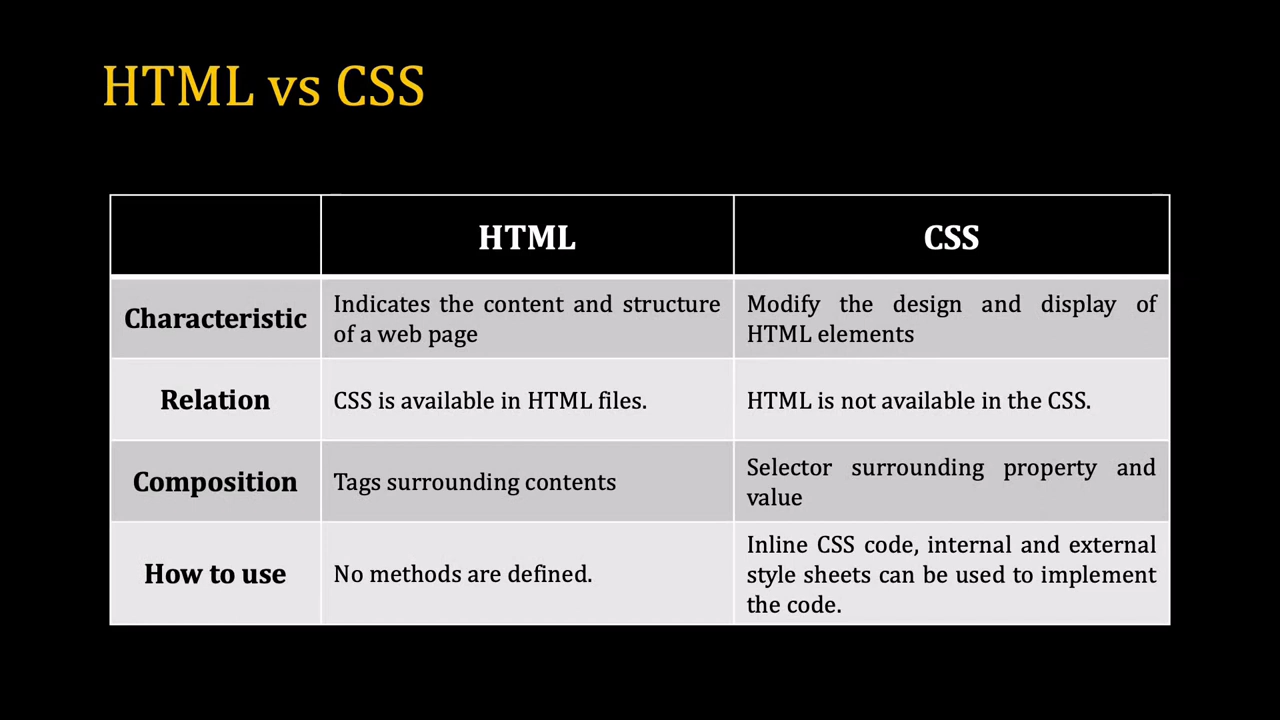 HTML vs CSS
HTML
CSS
Characteristic
Indicates the content and structure
of a web page
Modify the design and display of
HTML elements
Relation
CSS is available in HTML files.
HTML is not available in the CSS.
Composition
Tags surrounding contents
Selector surrounding property and
value
How to use
No methods are defined.
Inline CSS code, internal and external
style sheets can be used to implement
the code.